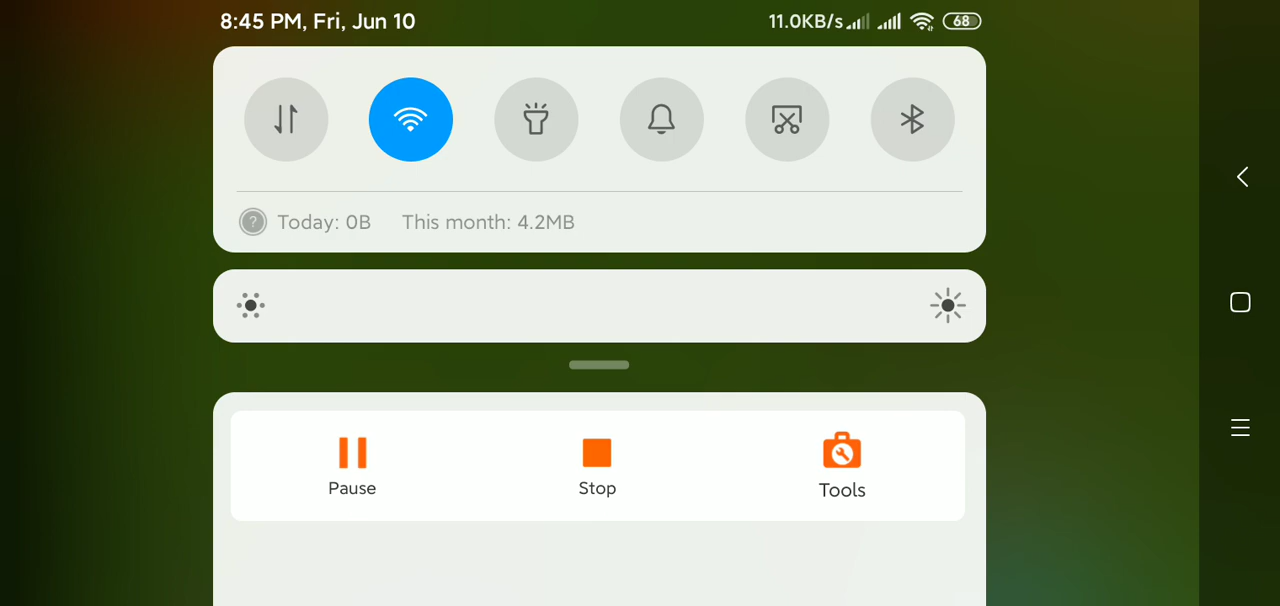 8:45 PM, Fri, Jun 10 11.0KB/s 68
? Today: 0B This month: 4.2MB
Pause Stop Tools